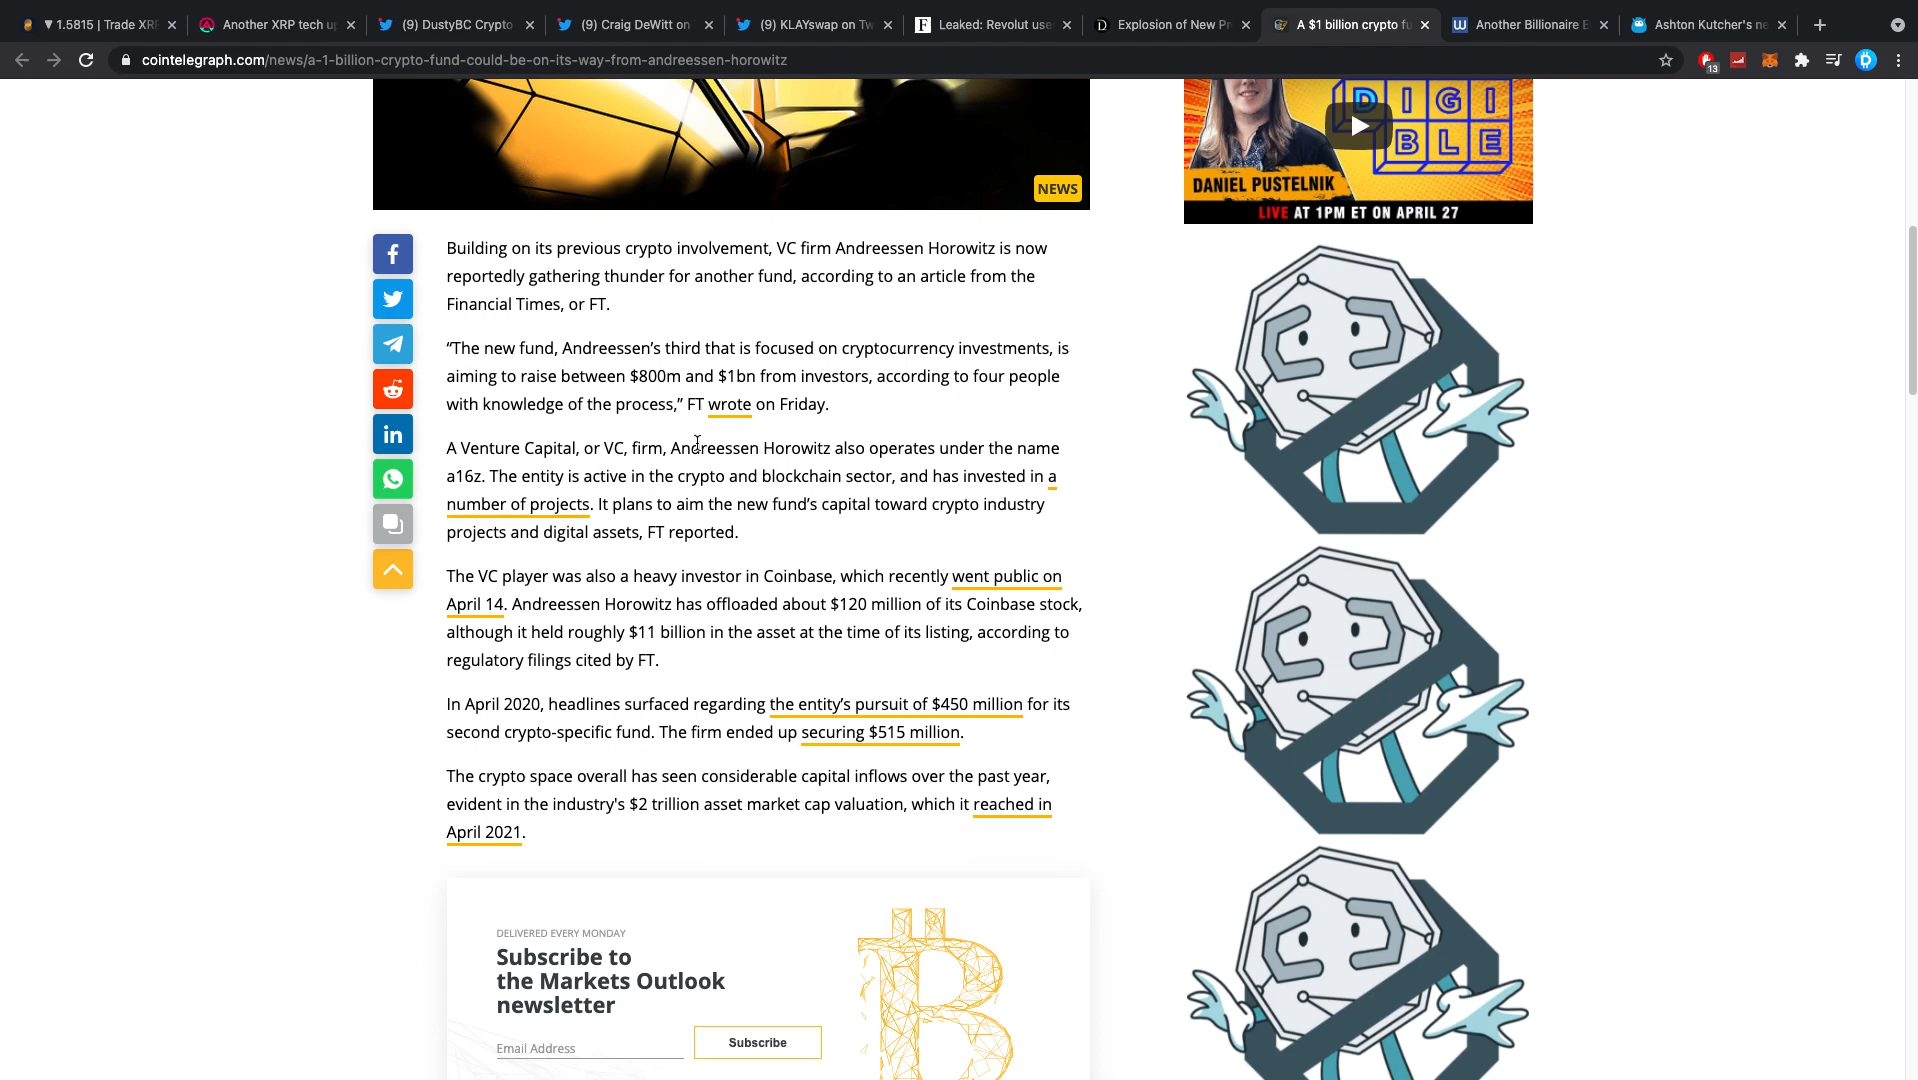 ▼1.5815 | Trade XRP
Another XRP tech up
(9) DustyBC Crypto
(9) Craig DeWitt on
(9) KLAYswap on Tw
Leaked: Revolut use
Explosion of New Pr
A $1 billion crypto fu
Another Billionaire E
Ashton Kutcher's ne
cointelegraph.com/news/a-1-billion-crypto-fund-could-be-on-its-way-from-andreessen-horowitz
13
NEWS
DIGI
BLE
DANIEL PUSTELNIK
LIVE AT 1PM ET ON APRIL 27
Building on its previous crypto involvement, VC firm Andreessen Horowitz is now
reportedly gathering thunder for another fund, according to an article from the
Financial Times, or FT.
“The new fund, Andreessen’s third that is focused on cryptocurrency investments, is
aiming to raise between $800m and $1bn from investors, according to four people
with knowledge of the process,” FT wrote on Friday.
A Venture Capital, or VC, firm, Andreessen Horowitz also operates under the name
a16z. The entity is active in the crypto and blockchain sector, and has invested in a
number of projects. It plans to aim the new fund’s capital toward crypto industry
projects and digital assets, FT reported.
The VC player was also a heavy investor in Coinbase, which recently went public on
April 14. Andreessen Horowitz has offloaded about $120 million of its Coinbase stock,
although it held roughly $11 billion in the asset at the time of its listing, according to
regulatory filings cited by FT.
In April 2020, headlines surfaced regarding the entity’s pursuit of $450 million for its
second crypto-specific fund. The firm ended up securing $515 million.
The crypto space overall has seen considerable capital inflows over the past year,
evident in the industry's $2 trillion asset market cap valuation, which it reached in
April 2021.
DELIVERED EVERY MONDAY
Subscribe to
the Markets Outlook
newsletter
Email Address
Subscribe